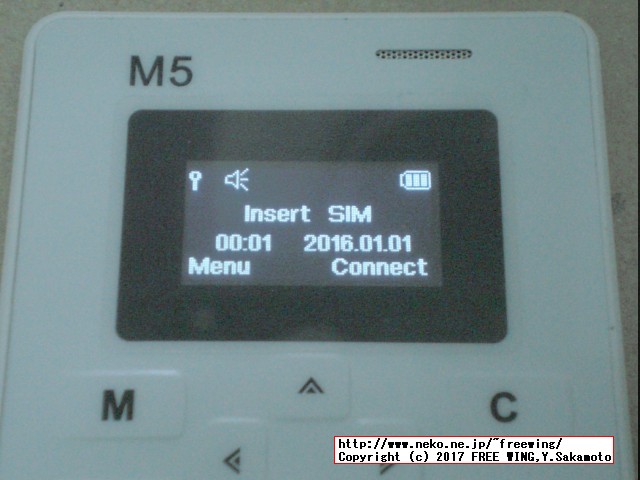 M5
Insert SIM
00:01 2016.01.01
Menu Connect
M C
http://www.neko.ne.jp/~freewing/
Copyright (c) 2017 FREE WING,Y.Sakamoto